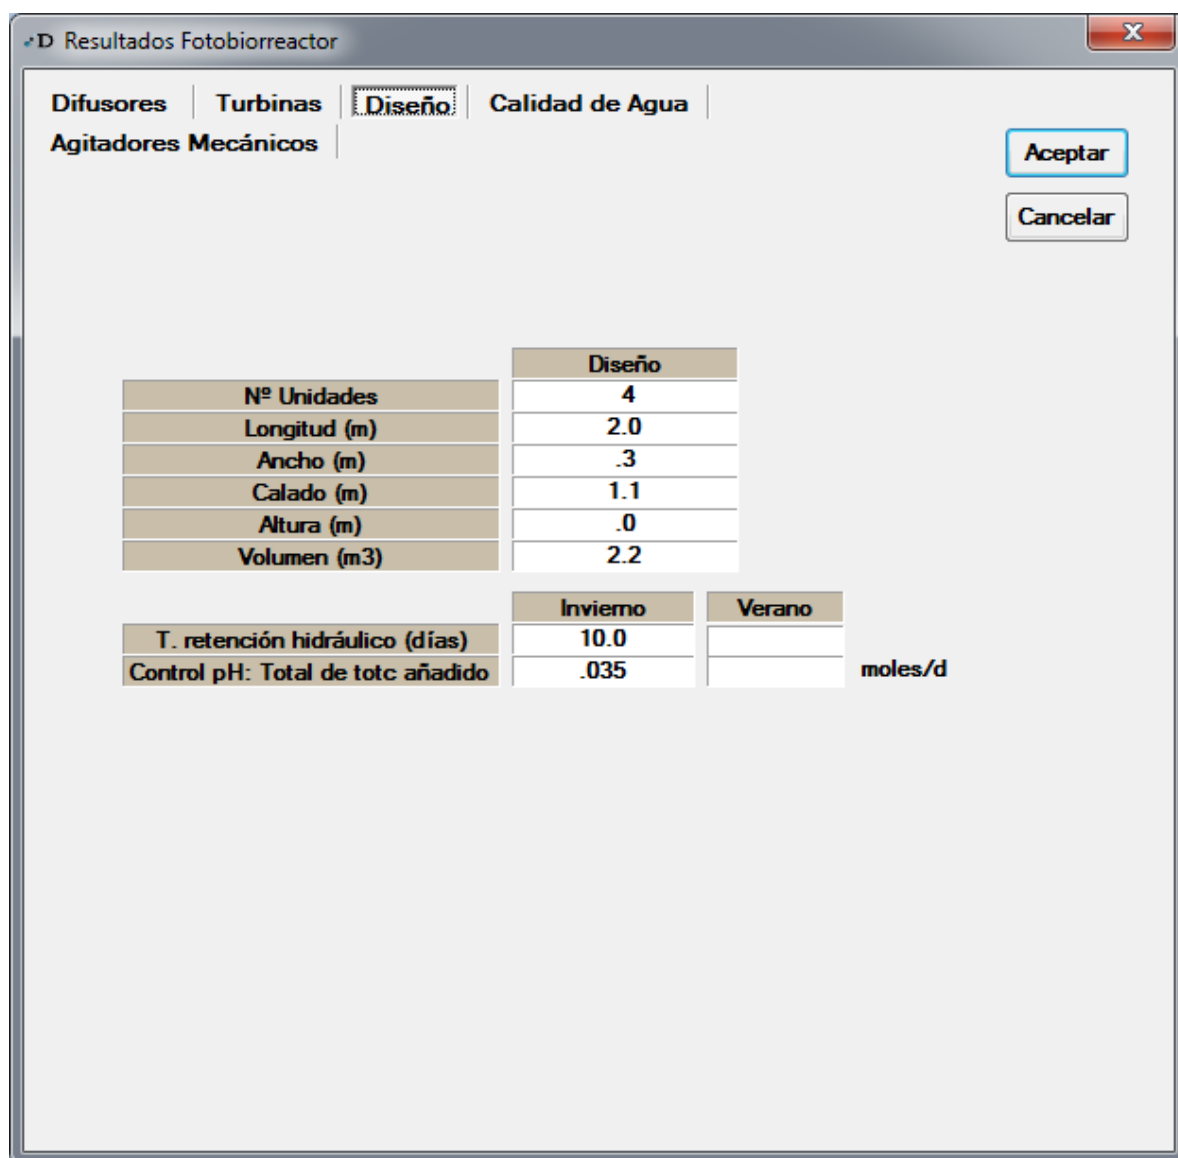 D Resultados Fotobiorreactor
Difusores Turbinas Diseño Calidad de Agua
Agitadores Mecánicos
Aceptar
Cancelar
Diseño
Nº Unidades 4
Longitud (m) 2.0
Ancho (m) .3
Calado (m) 1.1
Altura (m) .0
Volumen (m3) 2.2
Invierno Verano
T. retención hidráulico (días) 10.0
Control pH: Total de totc añadido .035 moles/d